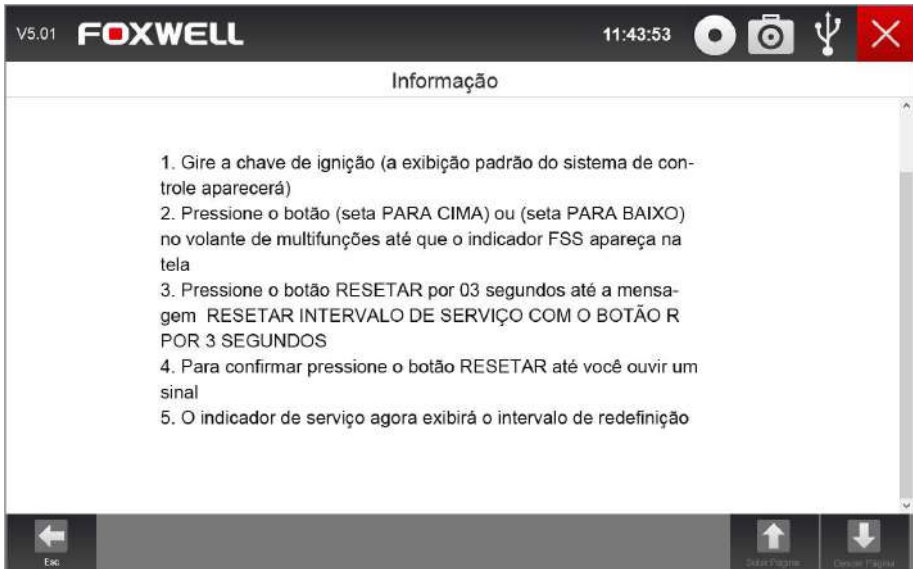 V5.01 FOXWELL 11:43:53
Informação
1. Gire a chave de ignição (a exibição padrão do sistema de con-
trole aparecerá)
2. Pressione o botão (seta PARA CIMA) ou (seta PARA BAIXO)
no volante de multifunções até que o indicador FSS apareça na
tela
3. Pressione o botão RESETAR por 03 segundos até a mensa-
gem RESETAR INTERVALO DE SERVIÇO COM O BOTÃO R
POR 3 SEGUNDOS
4. Para confirmar pressione o botão RESETAR até você ouvir um
sinal
5. O indicador de serviço agora exibirá o intervalo de redefinição
Esc Página Descer Página